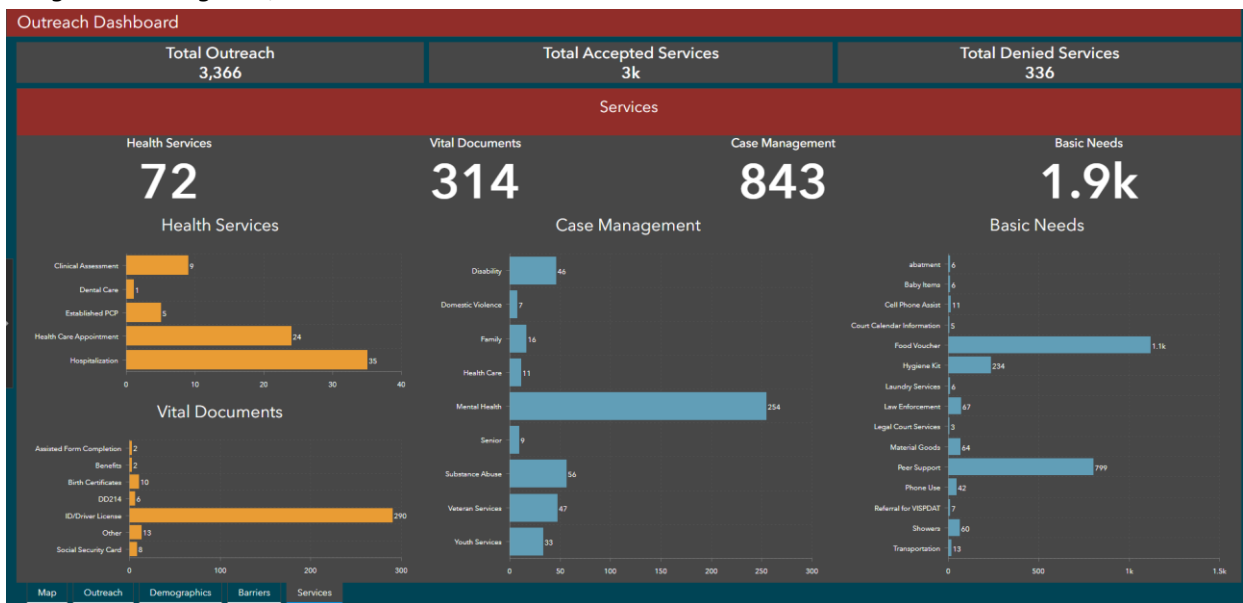 Outreach Dashboard
Total Outreach
3,366
Total Accepted Services
3k
Total Denied Services
336
Services
Health Services
72
Vital Documents
314
Case Management
843
Basic Needs
1.9k
Health Services
Clinical Assessment 9
Dental Care 1
Established PCP 5
Health Care Appointment 24
Hospitalization 35
0 10 20 30 40
Vital Documents
Assisted Form Completion 2
Benefits 2
Birth Certificates 10
DD214 6
ID/Driver License 290
Other 13
Social Security Card 8
0 100 200 300
Case Management
Disability 46
Domestic Violence 7
Family 16
Health Care 11
Mental Health 254
Senior 9
Substance Abuse 56
Veteran Services 47
Youth Services 33
0 50 100 150 200 250 300
Basic Needs
abatment 6
Baby Items 6
Cell Phone Assist 11
Court Calendar Information 5
Food Voucher 1.1k
Hygiene Kit 234
Laundry Services 6
Law Enforcement 67
Legal Court Services 3
Material Goods 64
Peer Support 799
Phone Use 42
Referral for VISPDAT 7
Showers 60
Transportation 13
0 500 1k 1.5k
Map Outreach Demographics Barriers Services